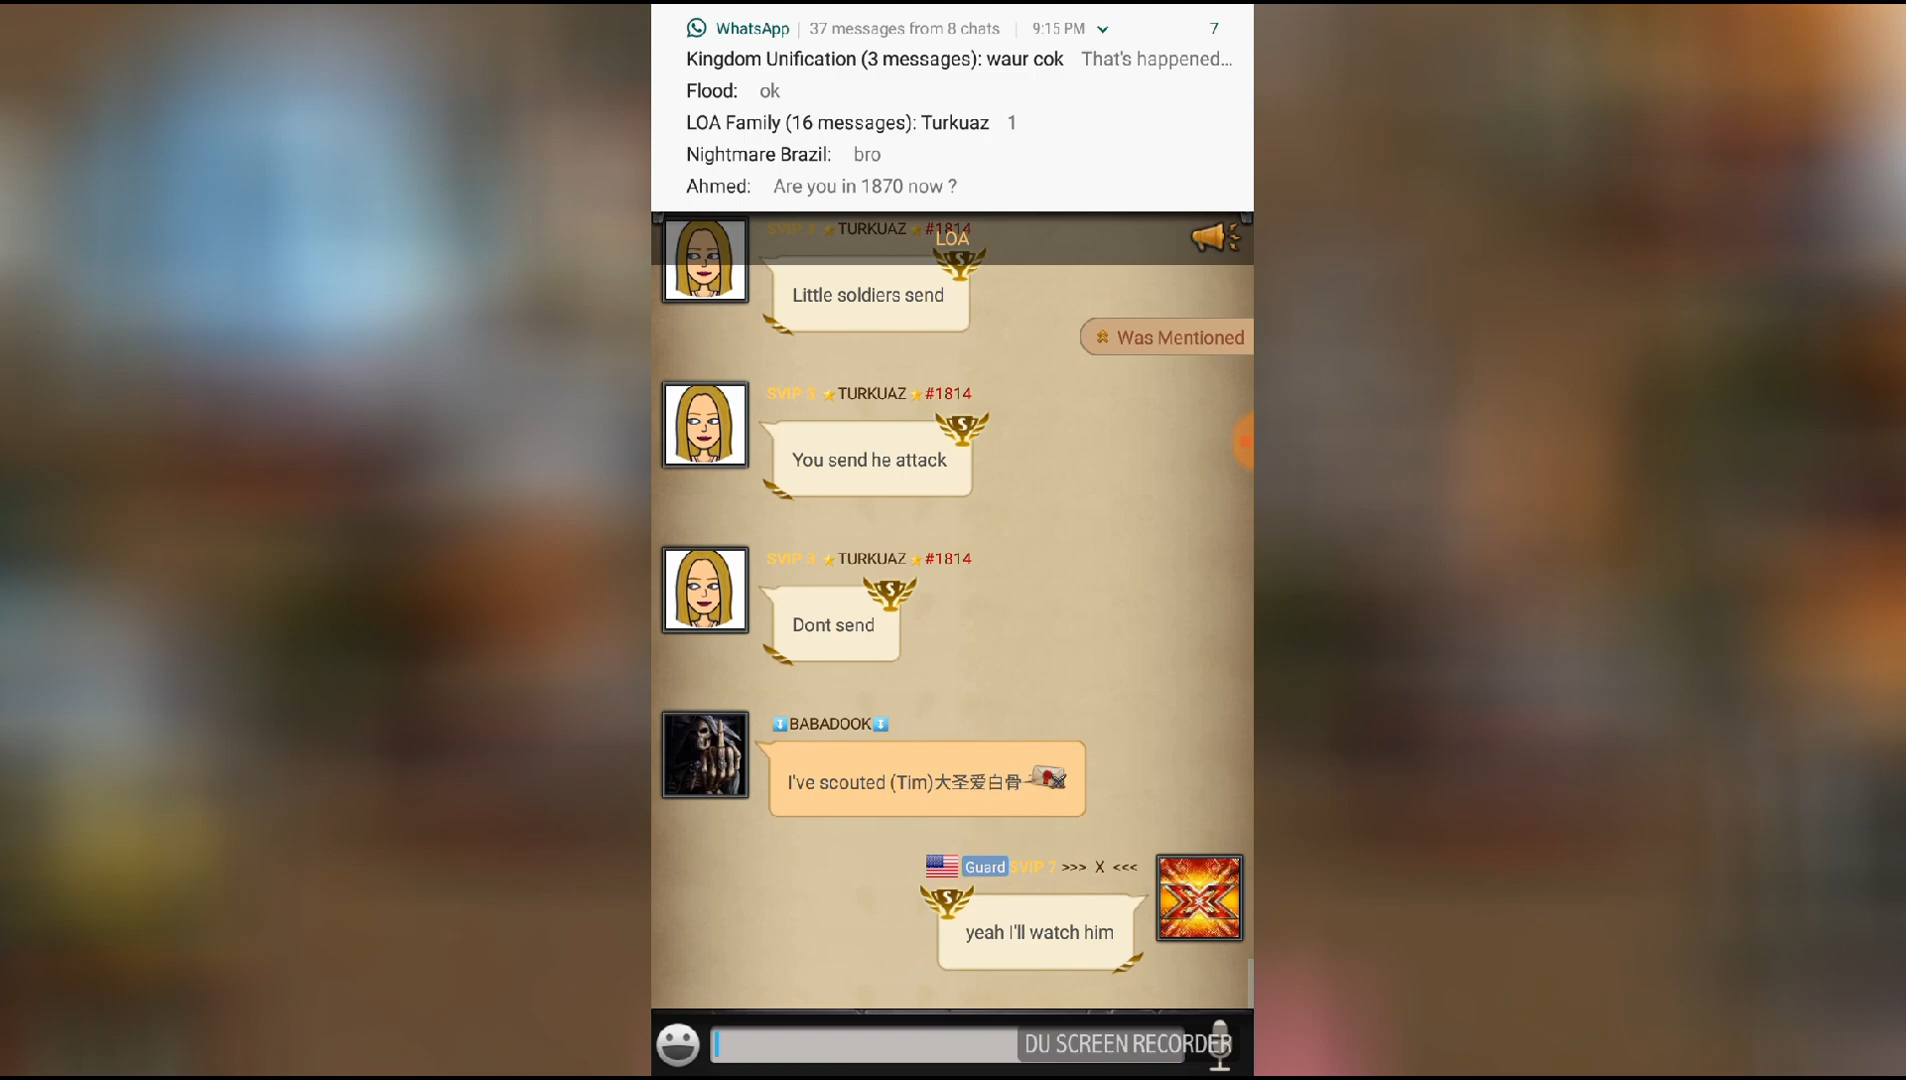 WhatsApp | 37 messages from 8 chats | 9:15 PM 7
Kingdom Unification (3 messages): waur cok That's happened...
Flood: ok
LOA Family (16 messages): Turkuaz 1
Nightmare Brazil: bro
Ahmed: Are you in 1870 now ?
SVIP 3 TURKUAZ #1814
LOA
Little soldiers send
Was Mentioned
SVIP 3 TURKUAZ #1814
You send he attack
SVIP 3 TURKUAZ #1814
Dont send
BABADOOK
I've scouted (Tim)大圣爱白骨
Guard SVIP 7 >>> X <<<
yeah I'll watch him
DU SCREEN RECORDER